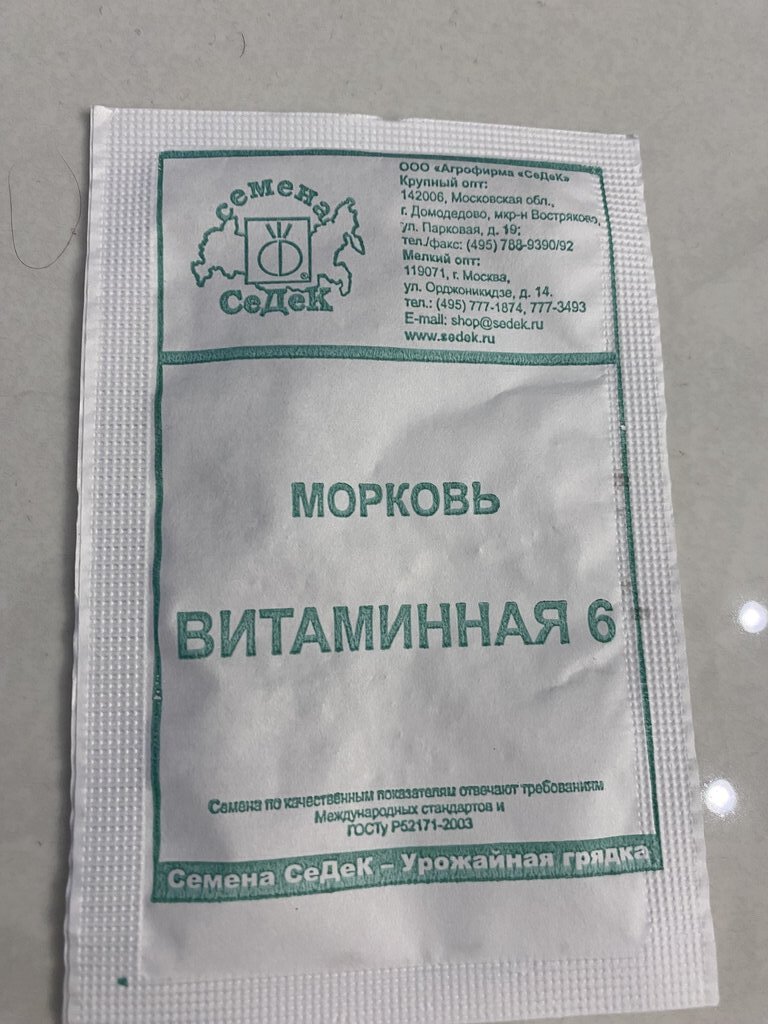 семена
СеДеК
ООО «Агрофирма «СеДеК»
Крупный опт:
142006, Московская обл.,
г. Домодедово, мкр-н Востряково,
ул. Парковая, д. 19;
тел./факс: (495) 788-9390/92
Мелкий опт:
119071, г. Москва,
ул. Орджоникидзе, д. 14.
тел.: (495) 777-1874, 777-3493
E-mail: shop@sedek.ru
www.sedek.ru
МОРКОВЬ
ВИТАМИННАЯ 6
Семена по качественным показателям отвечают требованиям
Международных стандартов и
ГОСТу Р52171-2003
Семена СеДеК – Урожайная грядка